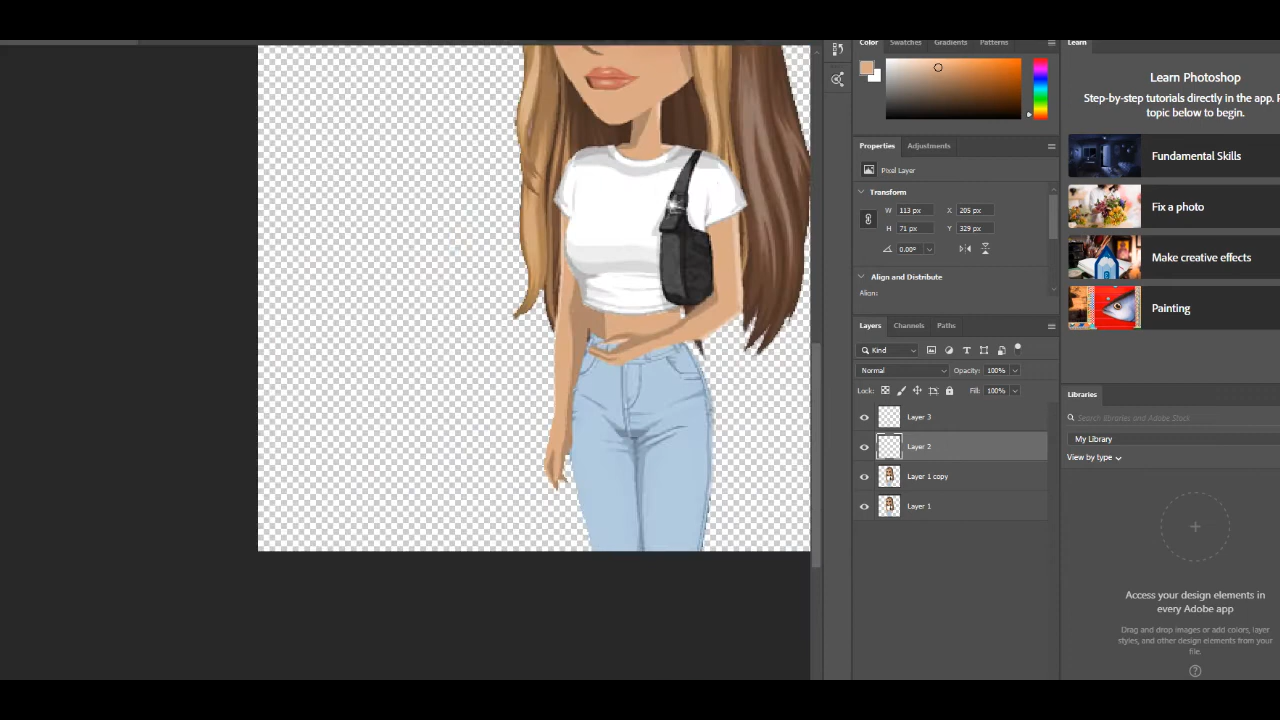 Color Swatches Gradients Patterns
Learn
Learn Photoshop
Step-by-step tutorials directly in the app. P
topic below to begin.
Fundamental Skills
Fix a photo
Make creative effects
Painting
Properties Adjustments
Pixel Layer
Transform
W 113 px X 205 px
H 71 px Y 329 px
0.00°
Align and Distribute
Align:
Layers Channels Paths
Kind
Normal Opacity: 100%
Lock: Fill: 100%
Layer 3
Layer 2
Layer 1 copy
Layer 1
Libraries
Search libraries and Adobe Stock
My Library
View by type
Access your design elements in
every Adobe app
Drag and drop images or add colors, layer
styles, and other design elements from your
file.